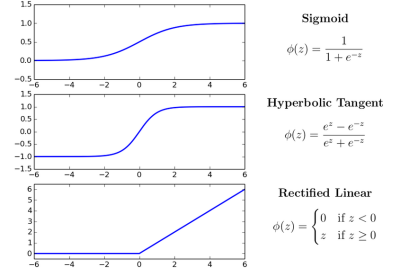 1.5
1.0
0.5
0.0
−0.5
−6 −4 −2 0 2 4 6
Sigmoid
φ(z) = 1 / (1 + e^{−z})
1.5
1.0
0.5
0.0
−0.5
−1.0
−1.5
−6 −4 −2 0 2 4 6
Hyperbolic Tangent
φ(z) = (e^z − e^{−z}) / (e^z + e^{−z})
6
5
4
3
2
1
0
−6 −4 −2 0 2 4 6
Rectified Linear
φ(z) = { 0 if z < 0
z if z ≥ 0